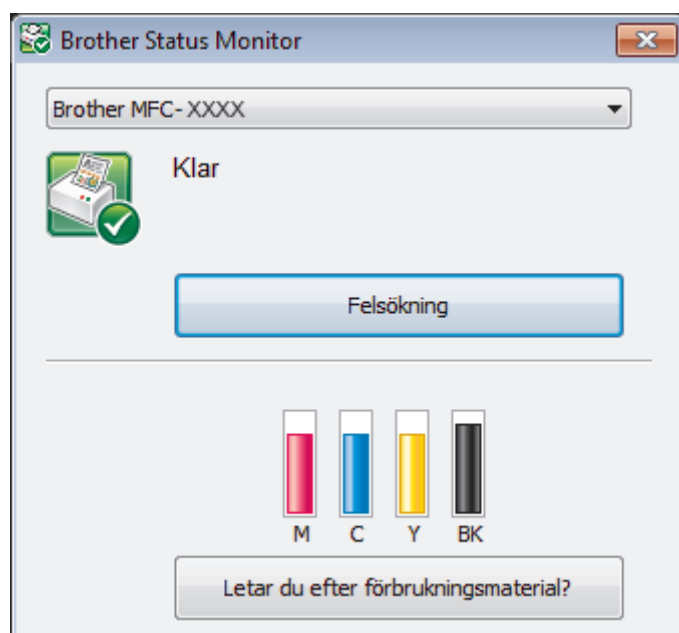 Brother Status Monitor
Brother MFC- XXXX
Klar
Felsökning
M C Y BK
Letar du efter förbrukningsmaterial?